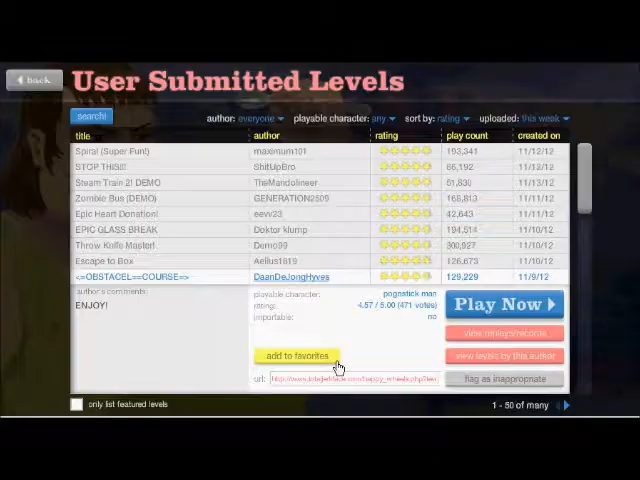 back
User Submitted Levels
search!
author: everyone playable character: any sort by: rating uploaded: this week
title author rating play count created on
Spiral (Super Fun!) maximum101 193,341 11/12/12
STOP THIS!!! ShitUpBro 66,192 11/12/12
Steam Train 2! DEMO TheMandolineer 51,830 11/13/12
Zombie Bus (DEMO) GENERATION2509 168,813 11/10/12
Epic Heart Donation! eevv23 42,643 11/11/12
EPIC GLASS BREAK Doktor klump 194,514 11/10/12
Throw Knife Master! Demo99 300,927 11/10/12
Escape to Box Aelius1819 126,673 11/10/12
<=OBSTACEL==COURSE=> DaanDeJongHyves 129,229 11/9/12
author's comments:
ENJOY!
playable character: pogostick man
rating: 4.57 / 5.00 (471 votes)
importable: no
Play Now
view replays/records
add to favorites
view levels by this author
url:
flag as inappropriate
only list featured levels
1 - 50 of many